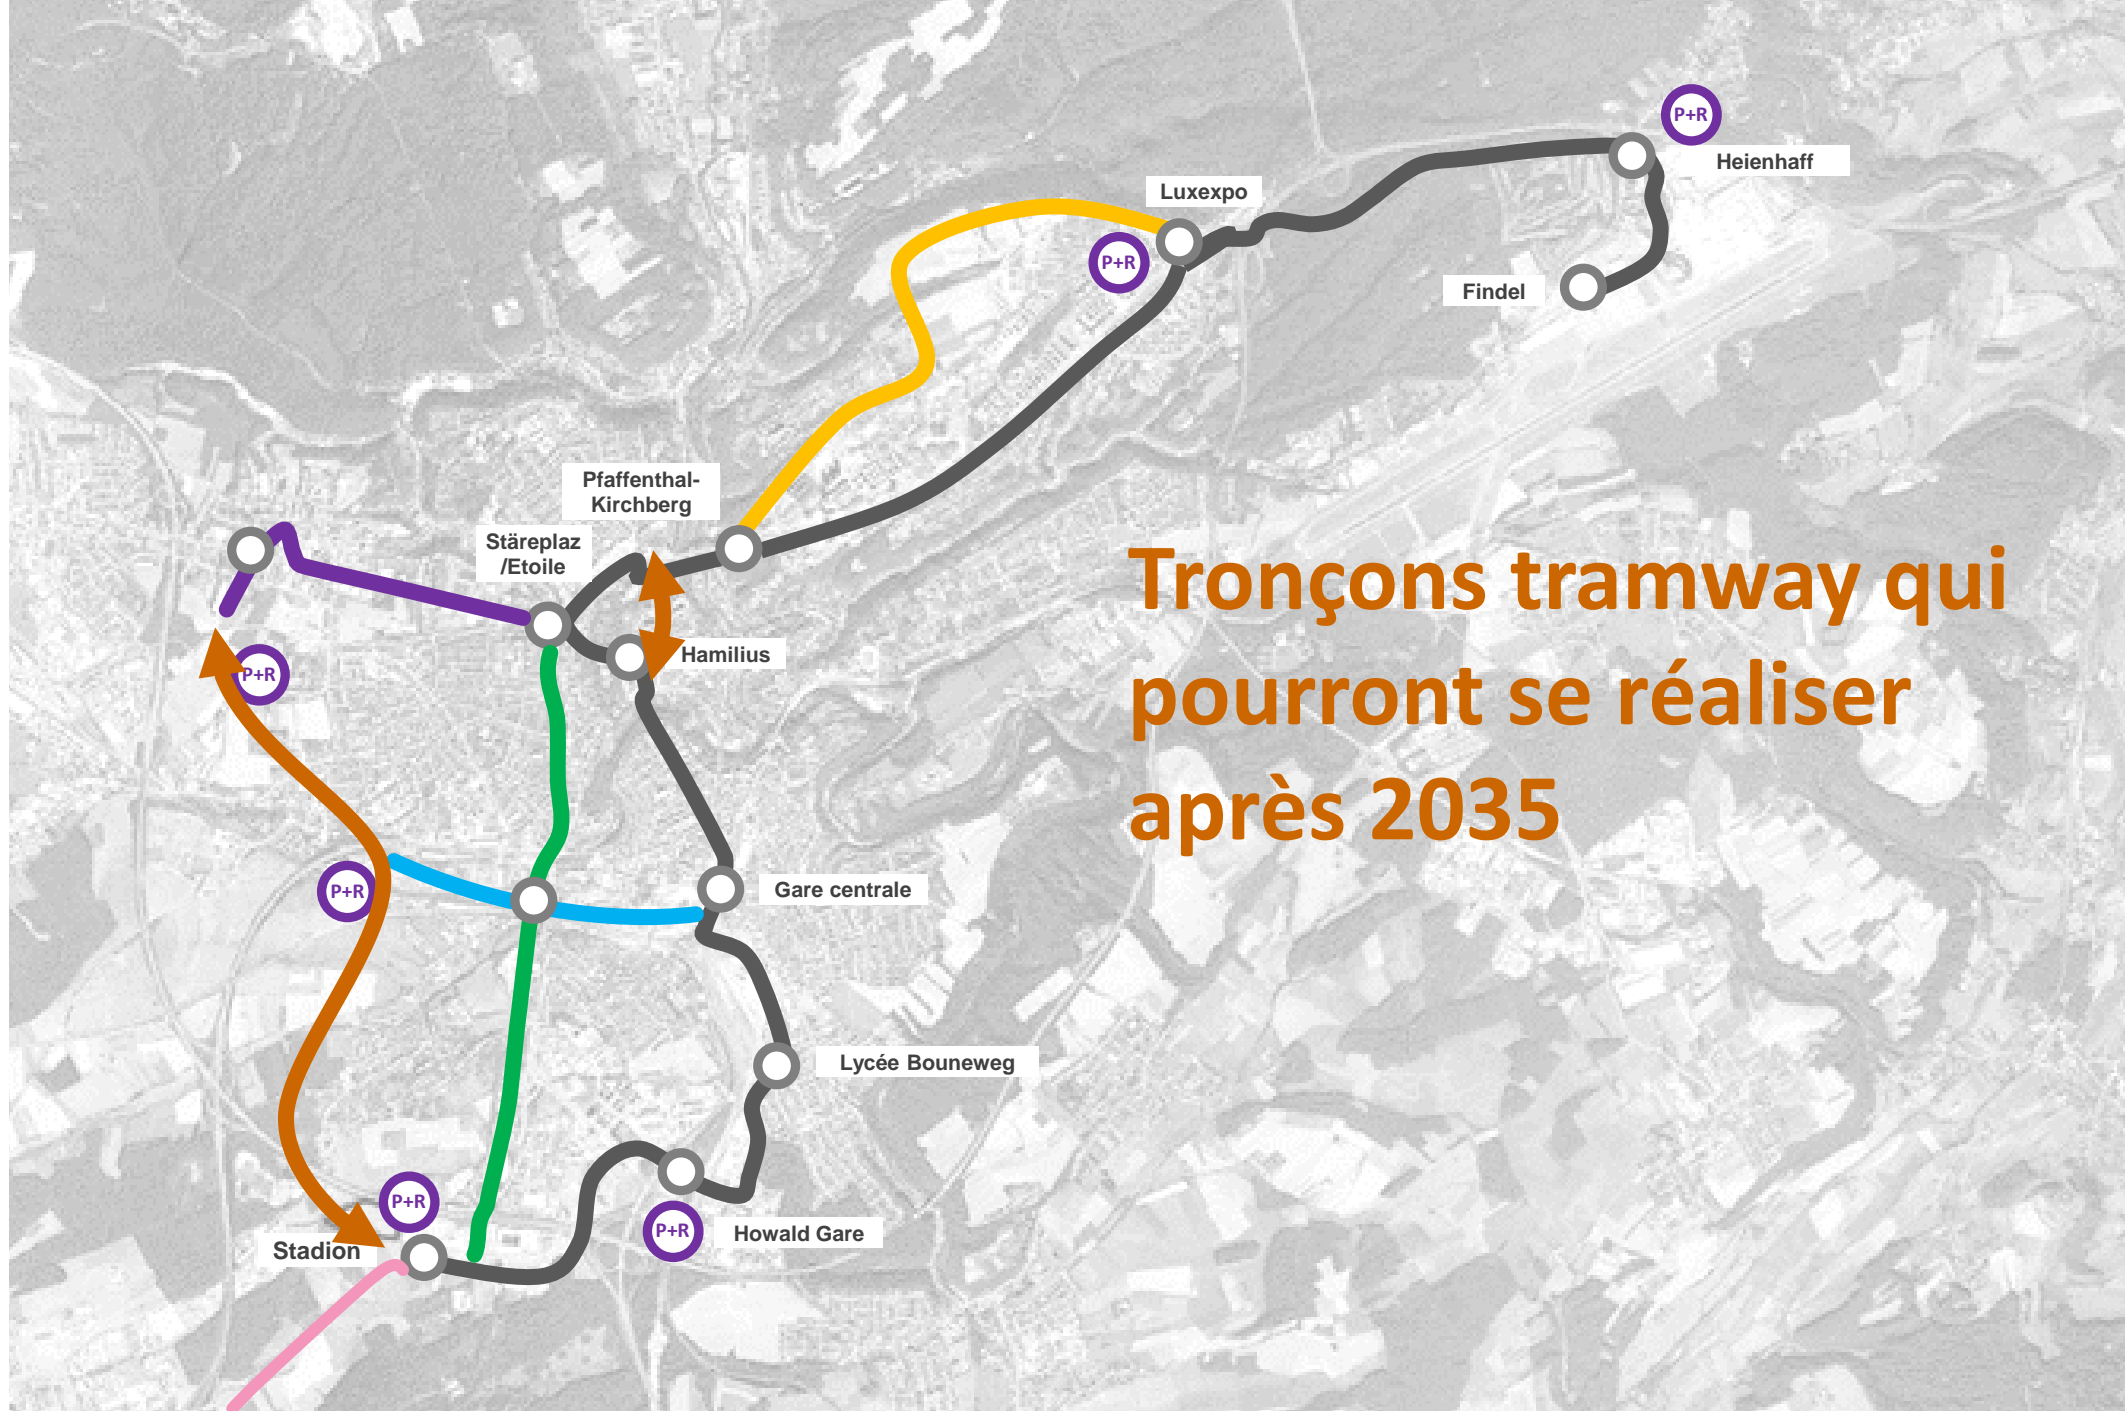 P+R
Heienhaff
Luxexpo
P+R
Findel
Pfaffenthal-
Kirchberg
Stäreplaz
/Etoile
Tronçons tramway qui
pourront se réaliser
après 2035
Hamilius
P+R
P+R
Gare centrale
Lycée Bouneweg
P+R
P+R
Howald Gare
Stadion